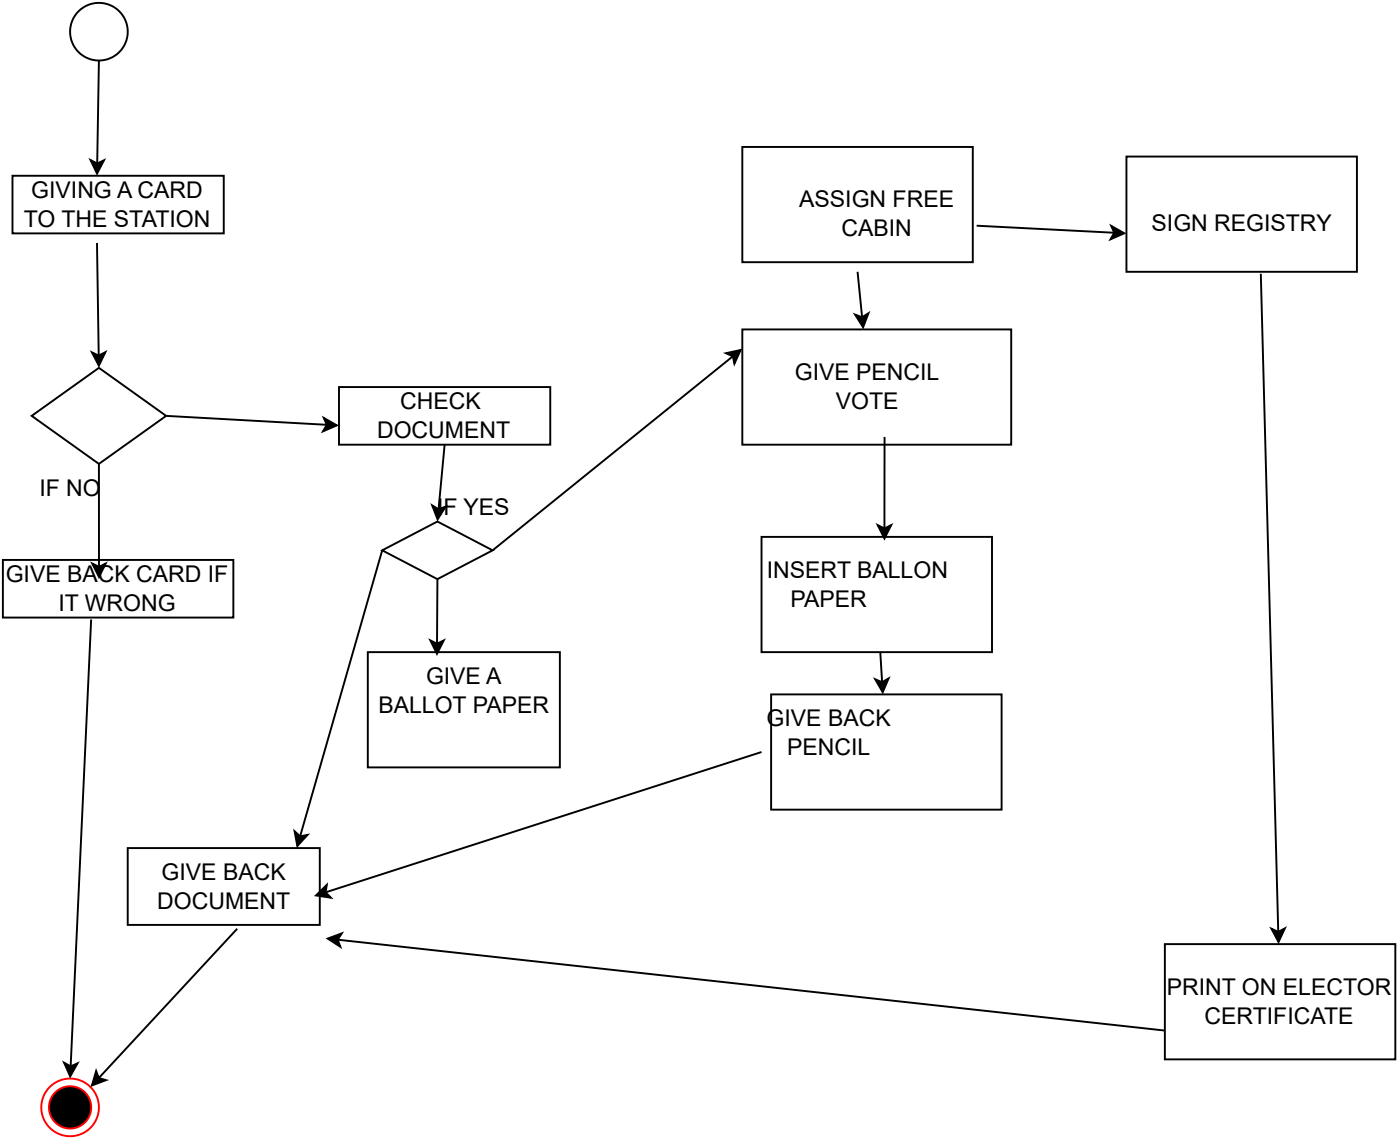 GIVING A CARD
TO THE STATION
ASSIGN FREE
CABIN
SIGN REGISTRY
GIVE PENCIL
VOTE
CHECK
DOCUMENT
IF NO
IF YES
GIVE BACK CARD IF
IT WRONG
INSERT BALLON
PAPER
GIVE A
BALLOT PAPER
GIVE BACK
PENCIL
GIVE BACK
DOCUMENT
PRINT ON ELECTOR
CERTIFICATE